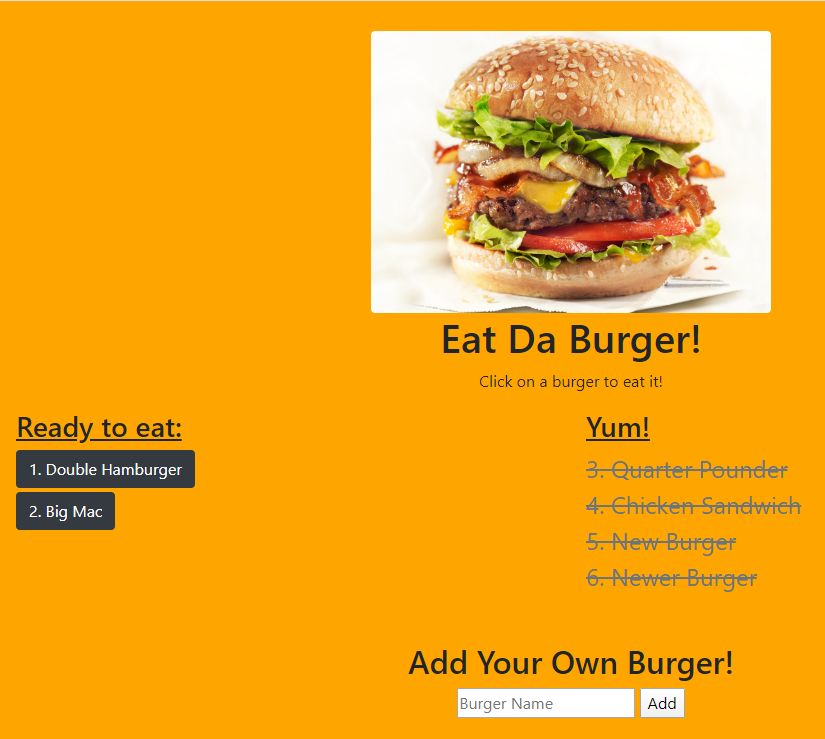 Eat Da Burger!
Click on a burger to eat it!
Ready to eat:
1. Double Hamburger
2. Big Mac
Yum!
3. Quarter Pounder
4. Chicken Sandwich
5. New Burger
6. Newer Burger
Add Your Own Burger!
Burger Name Add